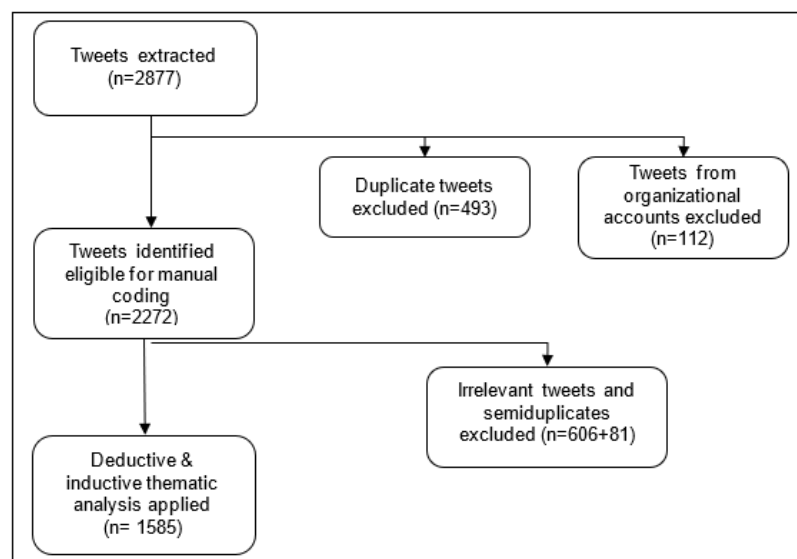 Tweets extracted
(n=2877)
Duplicate tweets
excluded (n=493)
Tweets from
organizational
accounts excluded
(n=112)
Tweets identified
eligible for manual
coding
(n=2272)
Irrelevant tweets and
semiduplicates
excluded (n=606+81)
Deductive &
inductive thematic
analysis applied
(n= 1585)